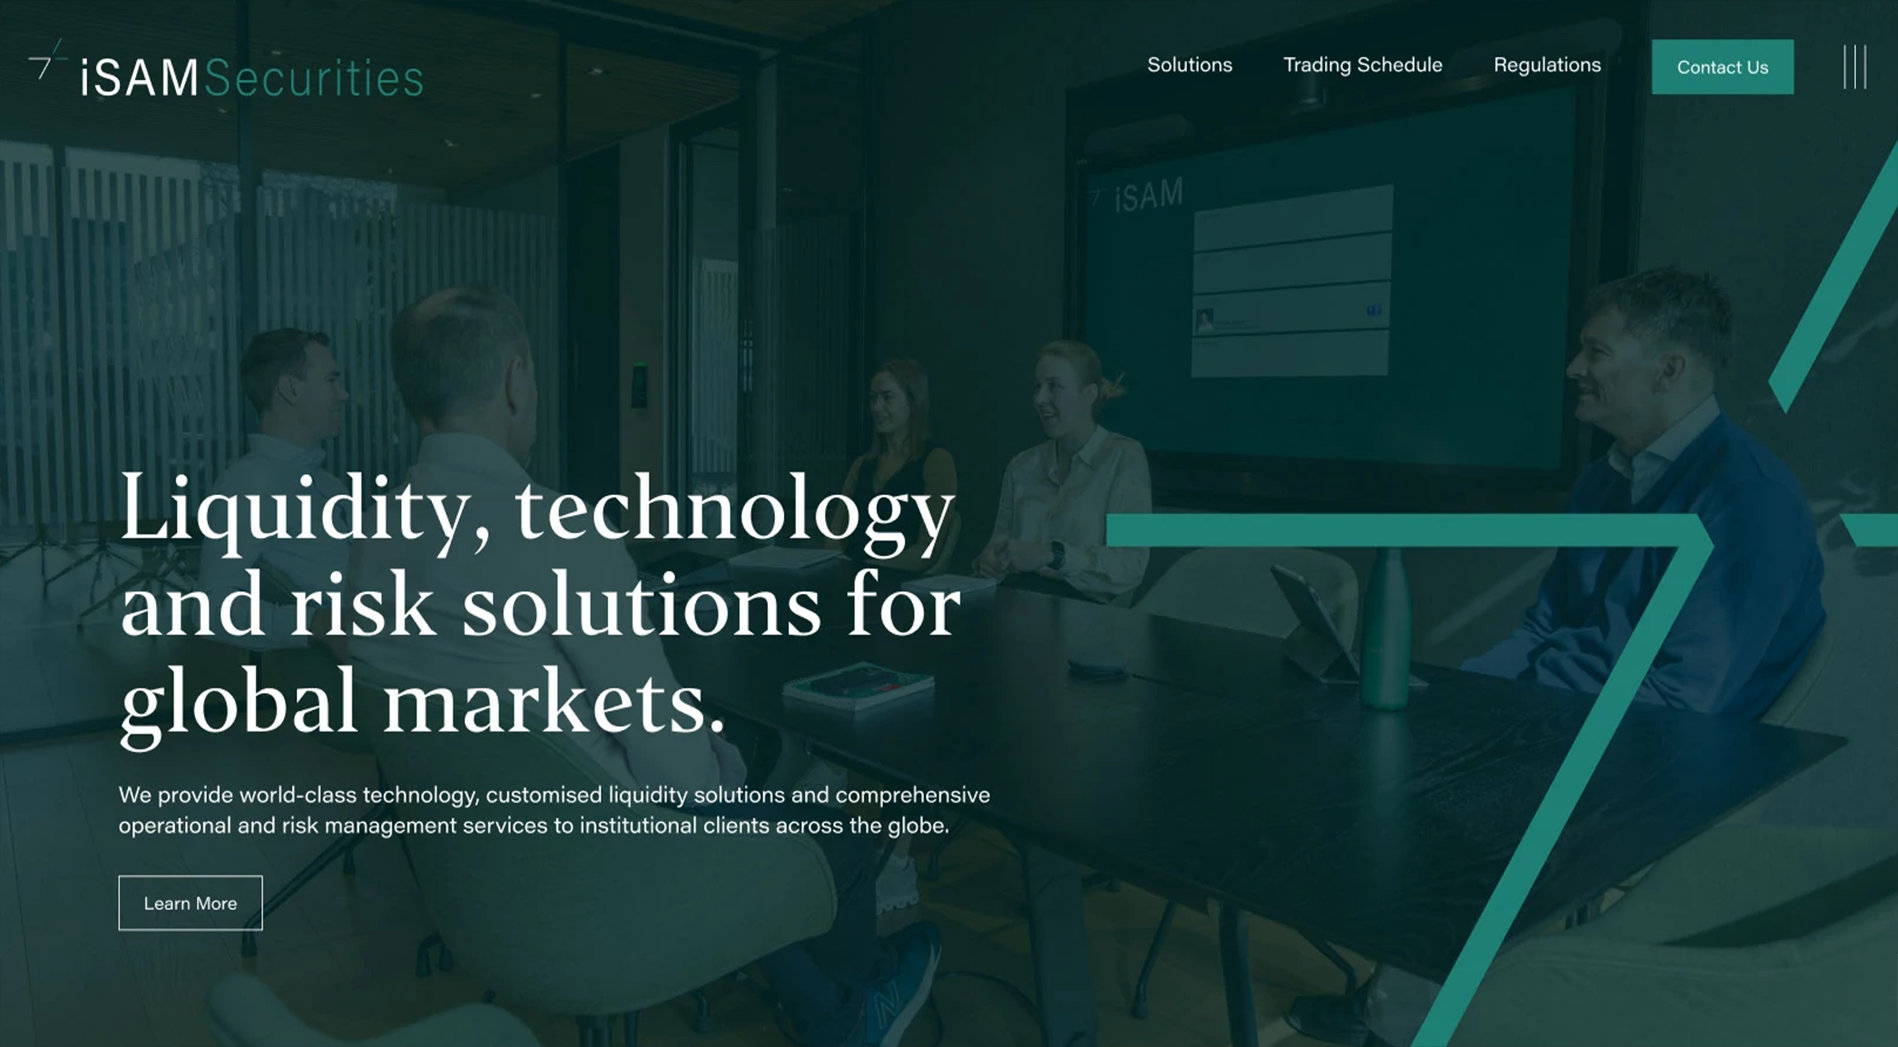 iSAMSecurities
Solutions
Trading Schedule
Regulations
Contact Us
iSAM
Liquidity, technology
and risk solutions for
global markets.
We provide world-class technology, customised liquidity solutions and comprehensive
operational and risk management services to institutional clients across the globe.
Learn More
N